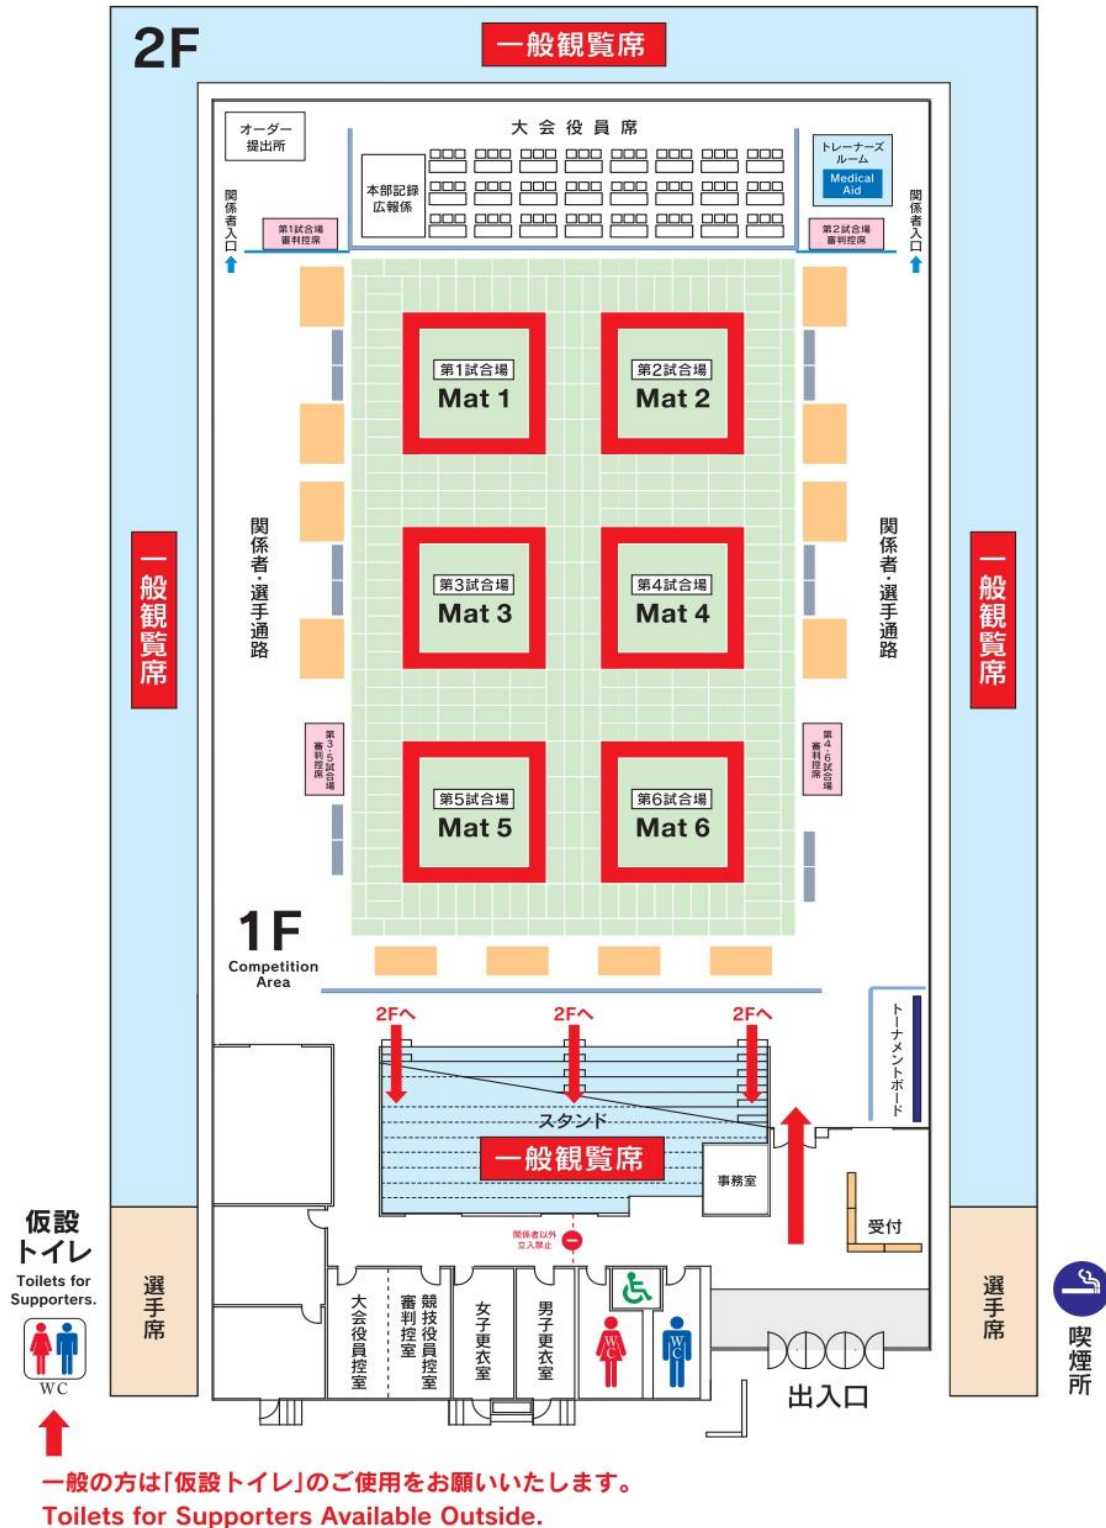 2F
一般観覧席
オーダー
提出所
大会役員席
本部記録
広報係
トレーナーズ
ルーム
Medical
Aid
関係者入口
第1試合場
審判控席
第2試合場
審判控席
関係者入口
第1試合場
Mat 1
第2試合場
Mat 2
一般観覧席
関係者・選手通路
第3試合場
Mat 3
第4試合場
Mat 4
関係者・選手通路
一般観覧席
第3・5試合場
審判控席
第5試合場
Mat 5
第6試合場
Mat 6
第4・6試合場
審判控席
1F
Competition
Area
2Fへ
2Fへ
2Fへ
トーナメントボード
スタンド
一般観覧席
事務室
受付
関係者以外
立入禁止
仮設
トイレ
Toilets for
Supporters.
WC
選手席
大会役員控室
競技役員控室
審判控室
女子更衣室
男子更衣室
WC
WC
出入口
選手席
喫煙所
一般の方は「仮設トイレ」のご使用をお願いいたします。
Toilets for Supporters Available Outside.